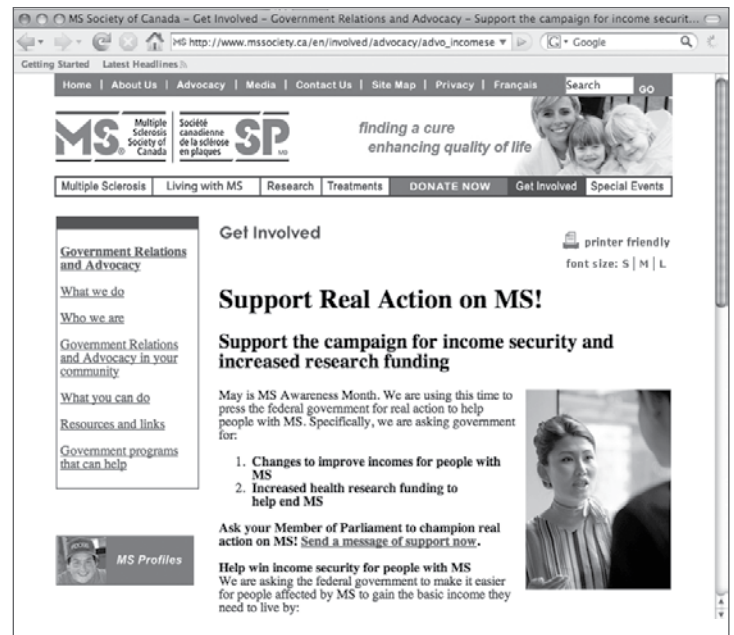 MS Society of Canada – Get Involved – Government Relations and Advocacy – Support the campaign for income securit...
http://www.mssociety.ca/en/involved/advocacy/advo_incomese
Google
Getting Started Latest Headlines
Home | About Us | Advocacy | Media | Contact Us | Site Map | Privacy | Français Search GO
MS
Multiple
Sclerosis
Society of
Canada
Société
canadienne
de la sclérose
en plaques
SP
finding a cure
enhancing quality of life
Multiple Sclerosis Living with MS Research Treatments DONATE NOW Get Involved Special Events
Government Relations
and Advocacy
What we do
Who we are
Government Relations
and Advocacy in your
community
What you can do
Resources and links
Government programs
that can help
MS Profiles
Get Involved
printer friendly
font size: S | M | L
Support Real Action on MS!
Support the campaign for income security and
increased research funding
May is MS Awareness Month. We are using this time to
press the federal government for real action to help
people with MS. Specifically, we are asking government
for:
1. Changes to improve incomes for people with
MS
2. Increased health research funding to
help end MS
Ask your Member of Parliament to champion real
action on MS! Send a message of support now.
Help win income security for people with MS
We are asking the federal government to make it easier
for people affected by MS to gain the basic income they
need to live by: